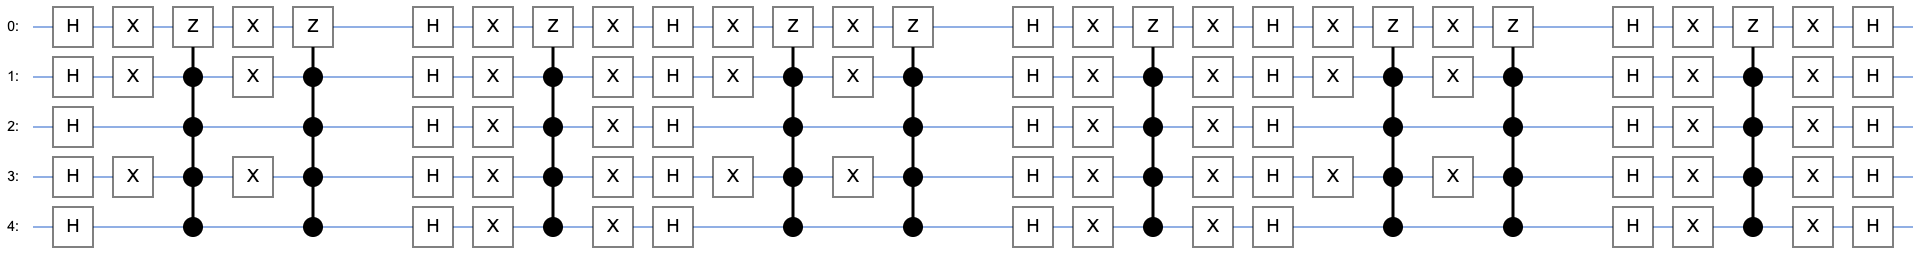 0: H X Z X Z H X Z X H X Z X Z H X Z X H X Z X Z H X Z X H
1: H X X H X X H X X H X X H X X H X X H
2: H H X X H H X X H H X X H
3: H X X H X X H X X H X X H X X H X X H
4: H H X X H H X X H H X X H